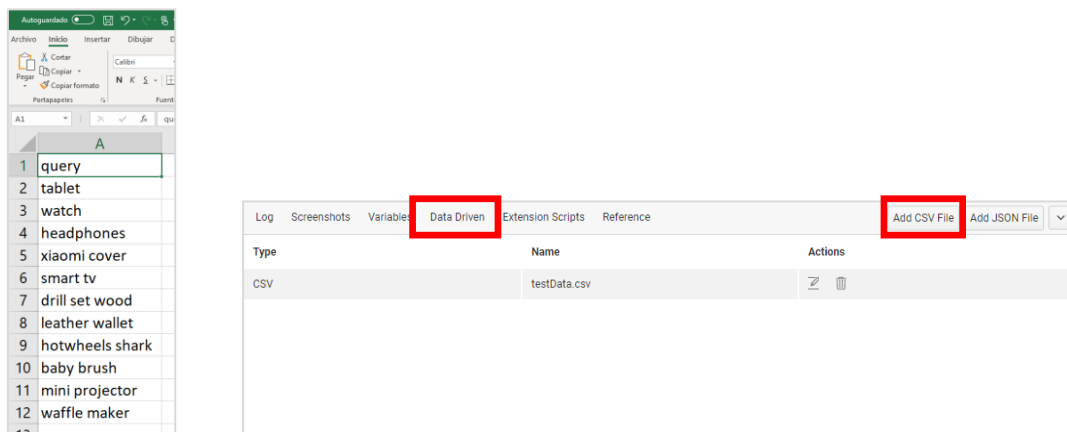 Autoguardado
Archivo Inicio Insertar Dibujar D
Pegar
Cortar
Copiar
Copiar formato
Portapapeles
Calibri
N K S
Fuent
A1 fx qu
A
1 query
2 tablet
3 watch
4 headphones
5 xiaomi cover
6 smart tv
7 drill set wood
8 leather wallet
9 hotwheels shark
10 baby brush
11 mini projector
12 waffle maker
Log Screenshots Variables Data Driven Extension Scripts Reference Add CSV File Add JSON File
Type Name Actions
CSV testData.csv